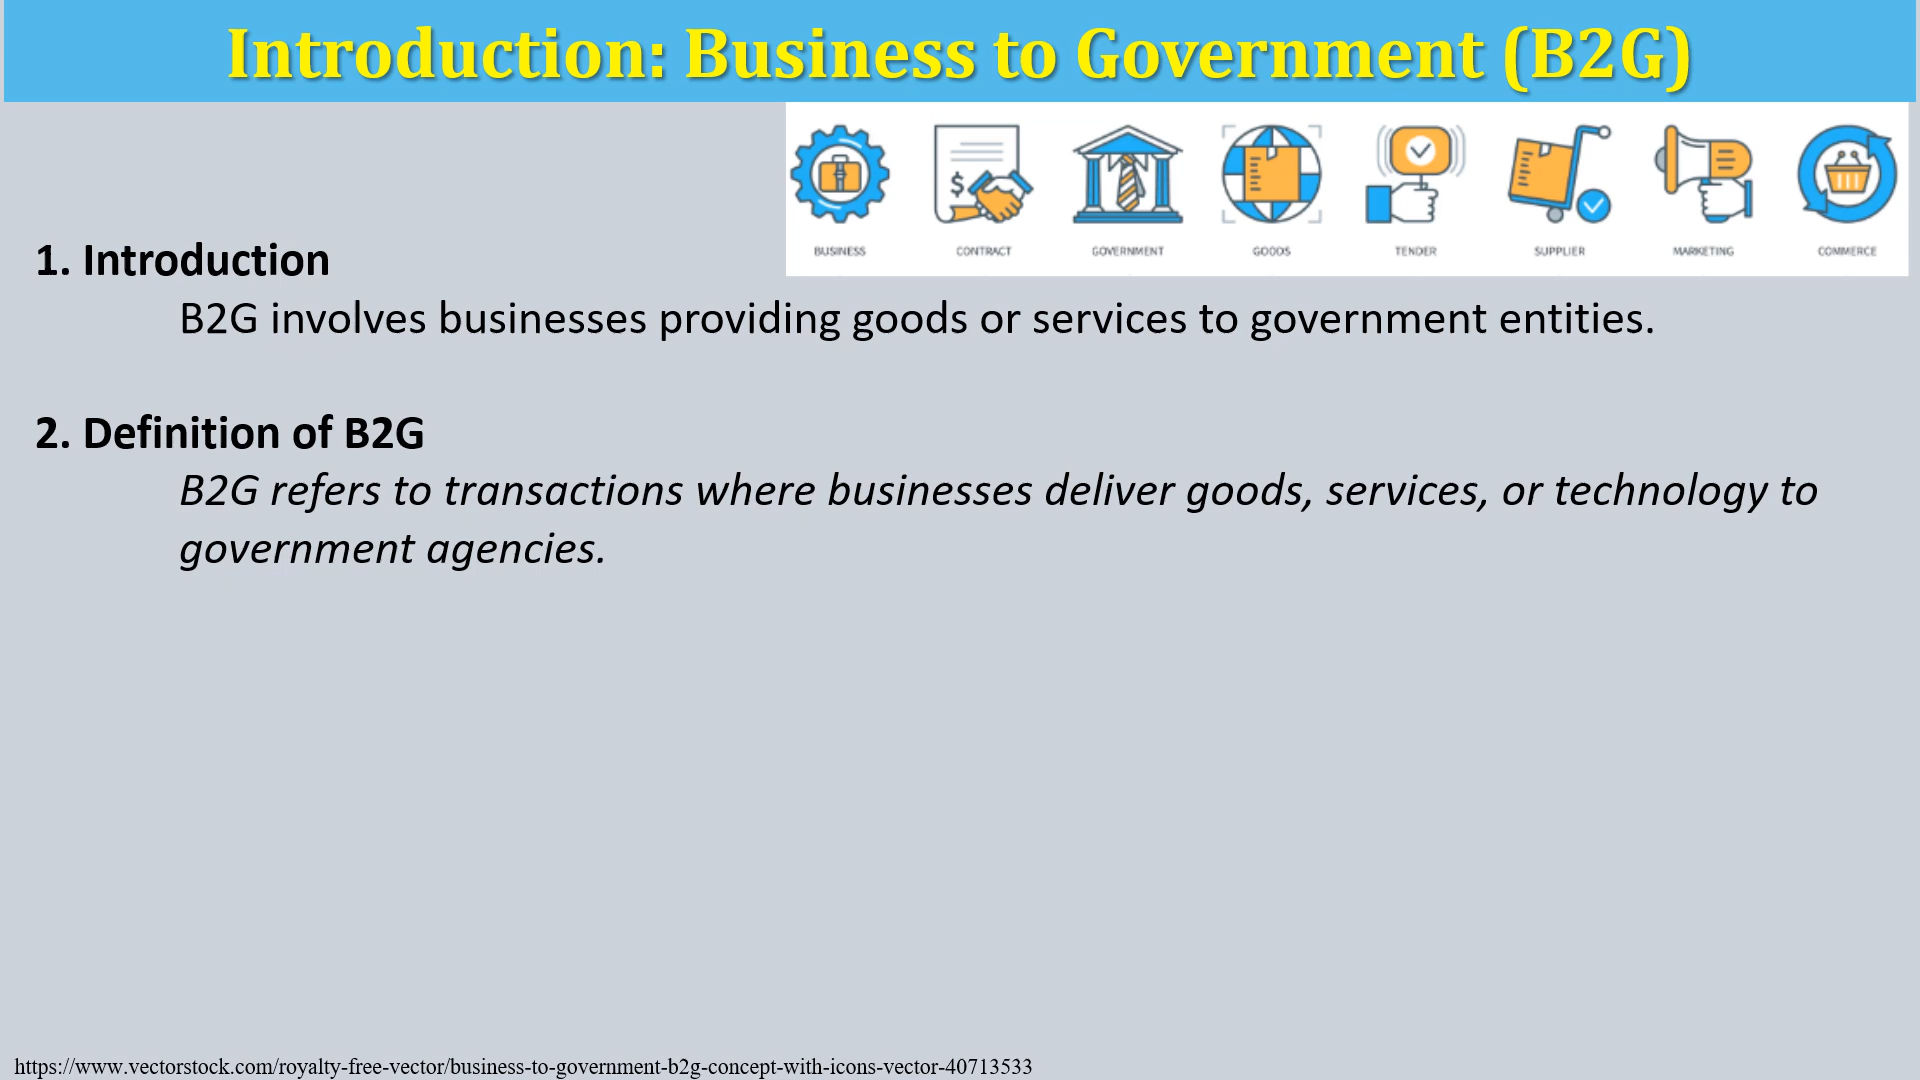 Introduction: Business to Government (B2G)
$
BUSINESS CONTRACT GOVERNMENT GOODS TENDER SUPPLIER MARKETING COMMERCE
1. Introduction
B2G involves businesses providing goods or services to government entities.
2. Definition of B2G
B2G refers to transactions where businesses deliver goods, services, or technology to
government agencies.
https://www.vectorstock.com/royalty-free-vector/business-to-government-b2g-concept-with-icons-vector-40713533